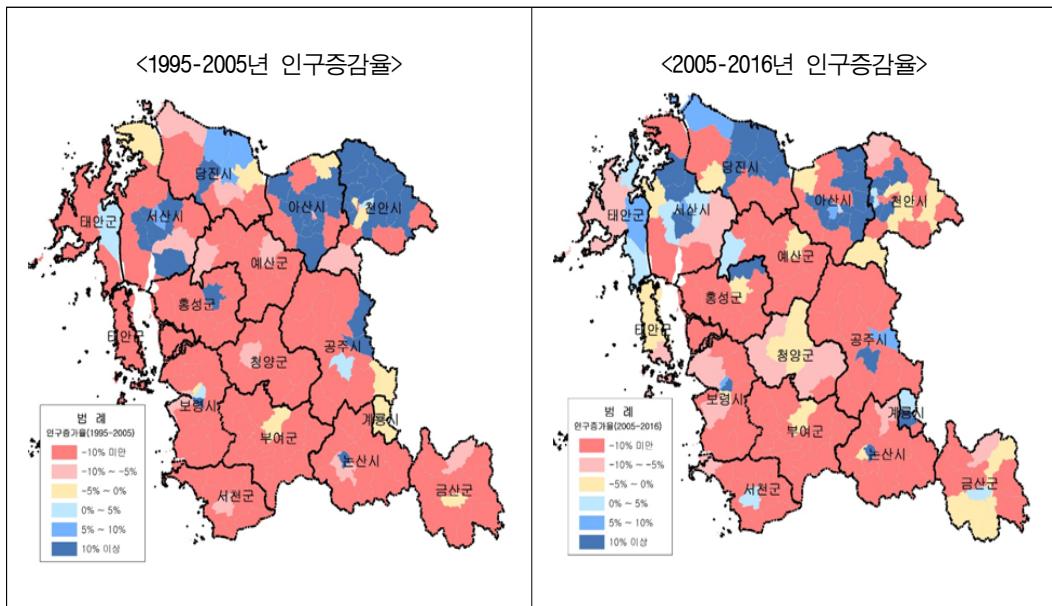 <1995-2005년 인구증감율>
당진시
아산시
천안시
태안군
서산시
예산군
홍성군
태안군
공주시
청양군
보령시
계룡시
부여군
논산시
서천군
금산군
범 례
인구증가율(1995-2005)
-10% 미만
-10% ~ -5%
-5% ~ 0%
0% ~ 5%
5% ~ 10%
10% 이상
<2005-2016년 인구증감율>
당진시
아산시
천안시
태안군
서산시
예산군
홍성군
태안군
공주시
청양군
보령시
계룡시
부여군
논산시
서천군
금산군
범 례
인구증가율(2005-2016)
-10% 미만
-10% ~ -5%
-5% ~ 0%
0% ~ 5%
5% ~ 10%
10% 이상